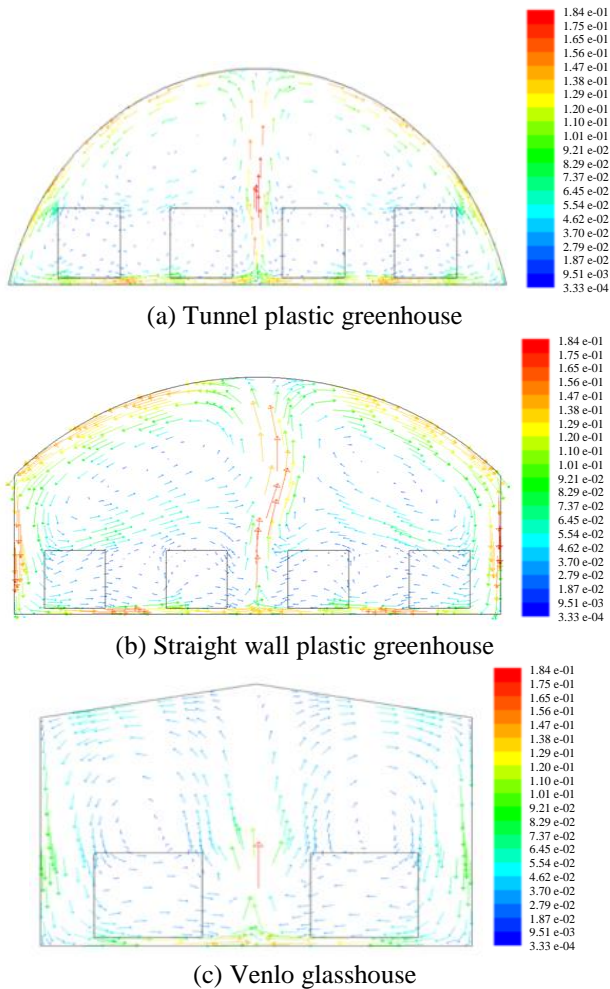 1.84 e-01
1.75 e-01
1.65 e-01
1.56 e-01
1.47 e-01
1.38 e-01
1.29 e-01
1.20 e-01
1.10 e-01
1.01 e-01
9.21 e-02
8.29 e-02
7.37 e-02
6.45 e-02
5.54 e-02
4.62 e-02
3.70 e-02
2.79 e-02
1.87 e-02
9.51 e-03
3.33 e-04
(a) Tunnel plastic greenhouse
1.84 e-01
1.75 e-01
1.65 e-01
1.56 e-01
1.47 e-01
1.38 e-01
1.29 e-01
1.20 e-01
1.10 e-01
1.01 e-01
9.21 e-02
8.29 e-02
7.37 e-02
6.45 e-02
5.54 e-02
4.62 e-02
3.70 e-02
2.79 e-02
1.87 e-02
9.51 e-03
3.33 e-04
(b) Straight wall plastic greenhouse
1.84 e-01
1.75 e-01
1.65 e-01
1.56 e-01
1.47 e-01
1.38 e-01
1.29 e-01
1.20 e-01
1.10 e-01
1.01 e-01
9.21 e-02
8.29 e-02
7.37 e-02
6.45 e-02
5.54 e-02
4.62 e-02
3.70 e-02
2.79 e-02
1.87 e-02
9.51 e-03
3.33 e-04
(c) Venlo glasshouse